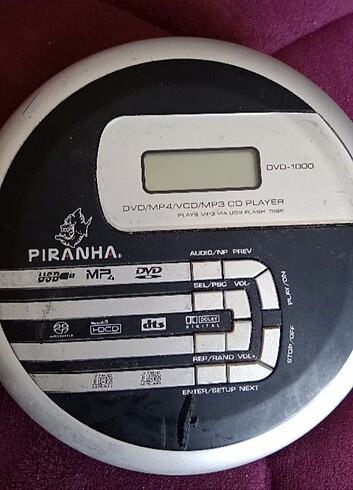 DVD-1000
DVD/MP4/VCD/MP3 CD PLAYER
PLAYS MP3 VIA USB FLASH DISK
PIRANHA®
AUDIO/NP PREV
USB MP4 DVD
SEL/PBC VOL-
PLAY/ON
HDCD dts DOLBY
DIGITAL
STOP/OFF
REP/RAND VOL+
ENTER/SETUP NEXT